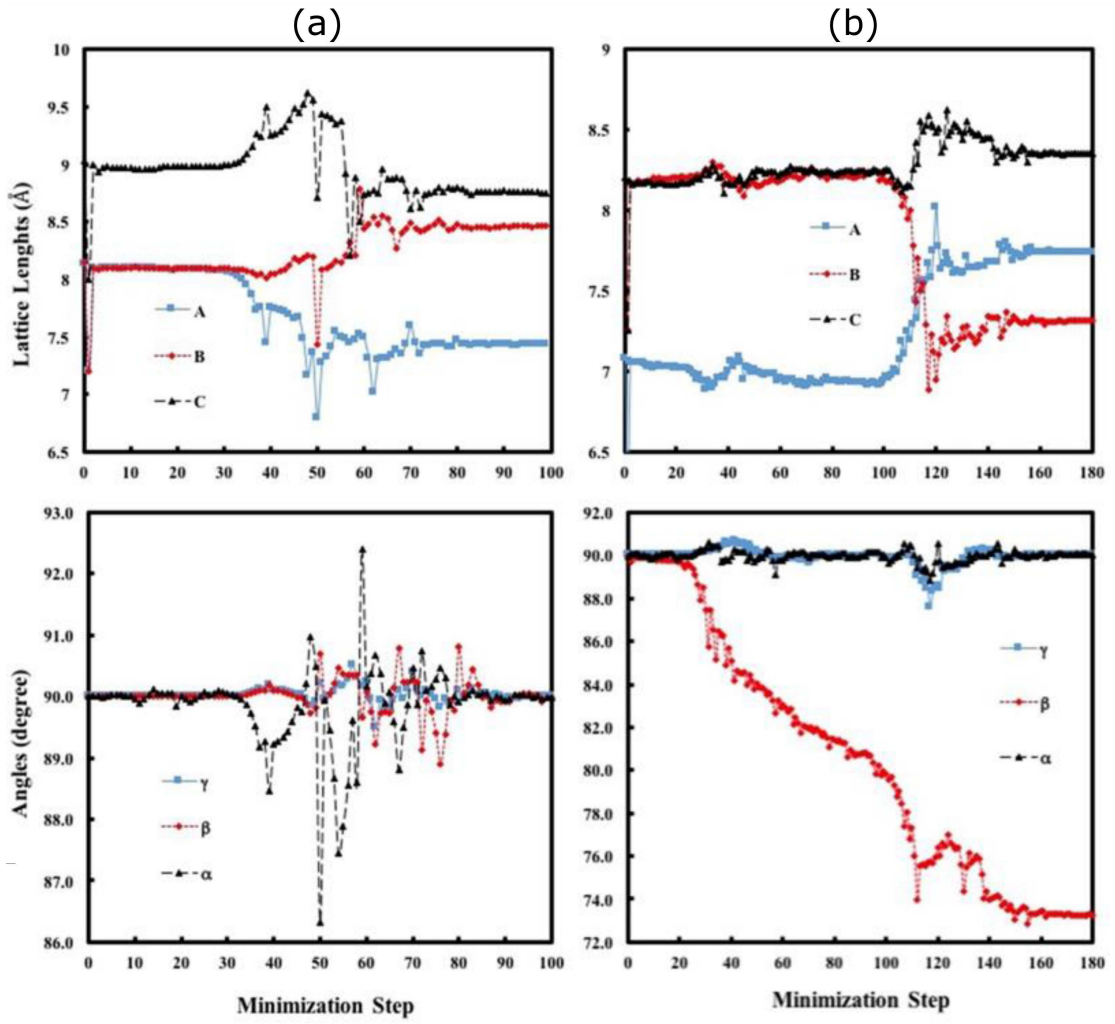 (a)
(b)
Lattice Lenghts (Å)
10
9.5
9
8.5
8
7.5
7
6.5
A
B
C
0 10 20 30 40 50 60 70 80 90 100
9
8.5
8
7.5
7
6.5
A
B
C
0 20 40 60 80 100 120 140 160 180
Angles (degree)
93.0
92.0
91.0
90.0
89.0
88.0
87.0
86.0
γ
β
α
0 10 20 30 40 50 60 70 80 90 100
Minimization Step
92.0
90.0
88.0
86.0
84.0
82.0
80.0
78.0
76.0
74.0
72.0
γ
β
α
0 20 40 60 80 100 120 140 160 180
Minimization Step